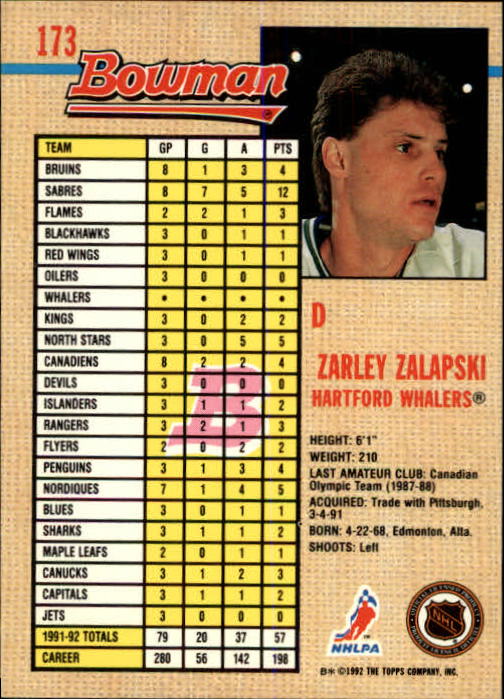 173
Bowman
TEAM GP G A PTS
BRUINS 8 1 3 4
SABRES 8 7 5 12
FLAMES 2 2 1 3
BLACKHAWKS 3 0 1 1
RED WINGS 3 0 1 1
OILERS 3 0 0 0
WHALERS • • • •
KINGS 3 0 2 2
NORTH STARS 3 0 5 5
CANADIENS 8 2 2 4
DEVILS 3 0 0 0
ISLANDERS 3 1 1 2
RANGERS 3 2 1 3
FLYERS 2 0 2 2
PENGUINS 3 1 3 4
NORDIQUES 7 1 4 5
BLUES 3 0 1 1
SHARKS 3 1 1 2
MAPLE LEAFS 2 0 1 1
CANUCKS 3 1 2 3
CAPITALS 3 1 1 2
JETS 3 0 0 0
1991-92 TOTALS 79 20 37 57
CAREER 280 56 142 198
B
D
ZARLEY ZALAPSKI
HARTFORD WHALERS®
HEIGHT: 6'1"
WEIGHT: 210
LAST AMATEUR CLUB: Canadian
Olympic Team (1987-88)
ACQUIRED: Trade with Pittsburgh,
3-4-91
BORN: 4-22-68, Edmonton, Alta.
SHOOTS: Left
NHLPA
NHL
B* ©1992 THE TOPPS COMPANY, INC.